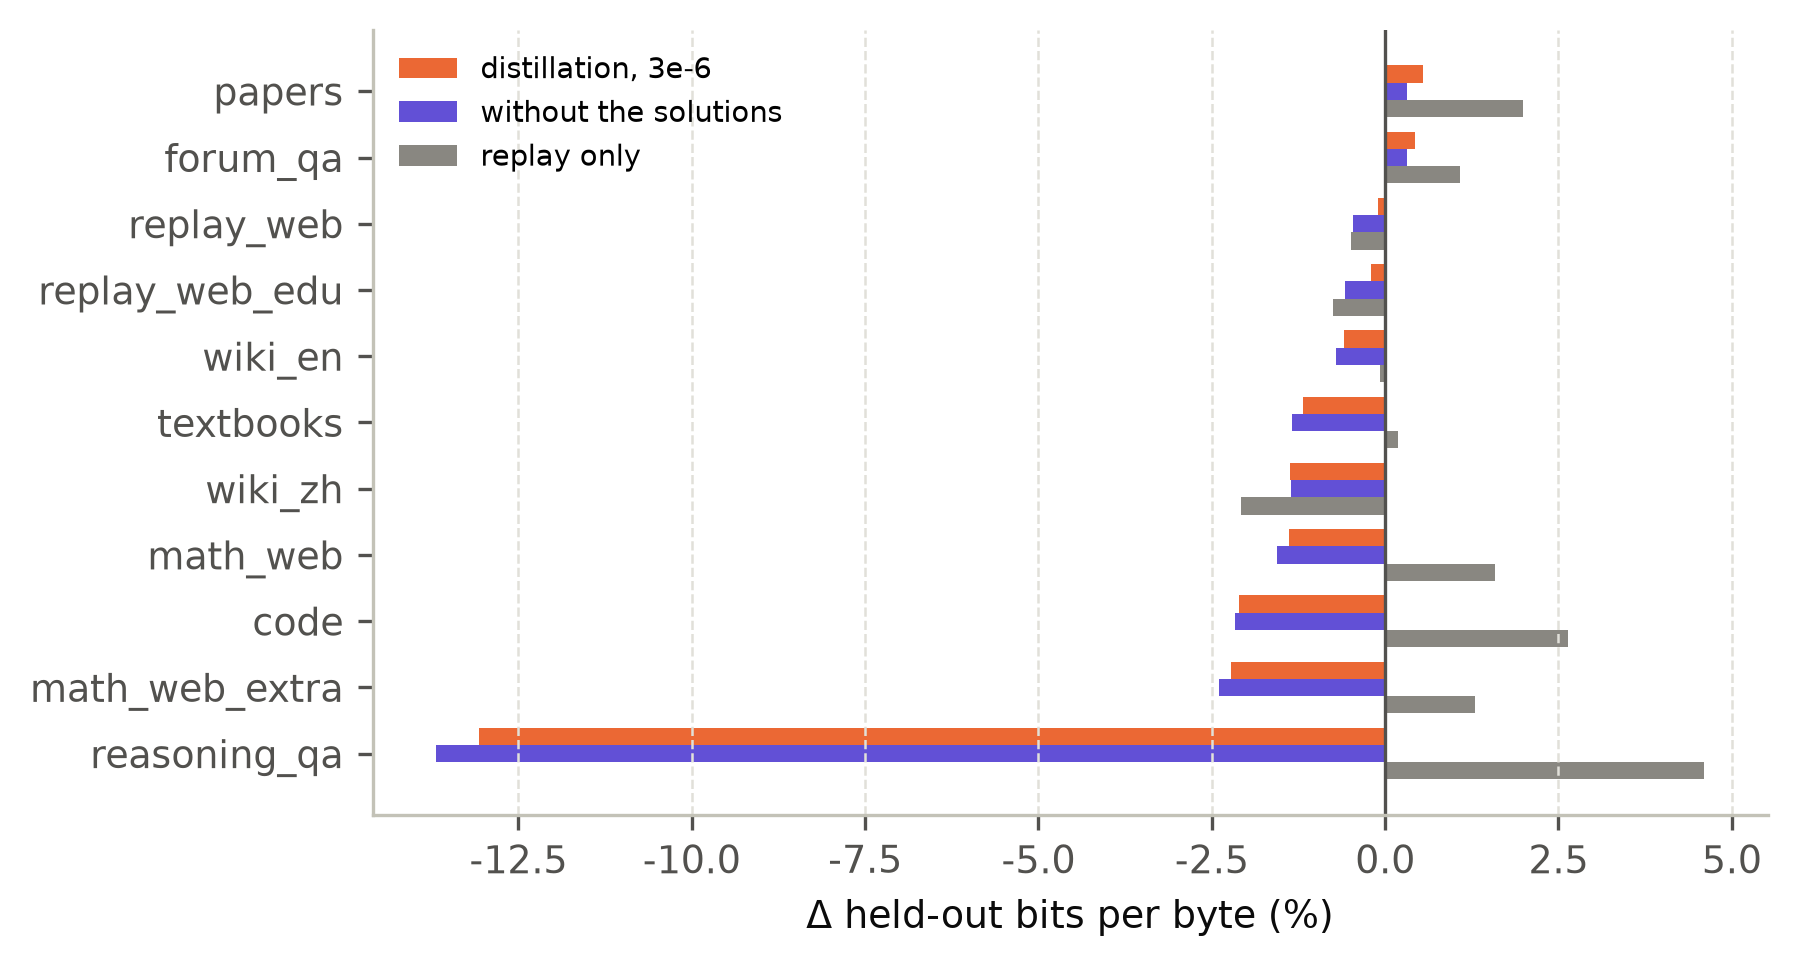 distillation, 3e-6
without the solutions
replay only
papers
forum_qa
replay_web
replay_web_edu
wiki_en
textbooks
wiki_zh
math_web
code
math_web_extra
reasoning_qa
-12.5 -10.0 -7.5 -5.0 -2.5 0.0 2.5 5.0
Δ held-out bits per byte (%)